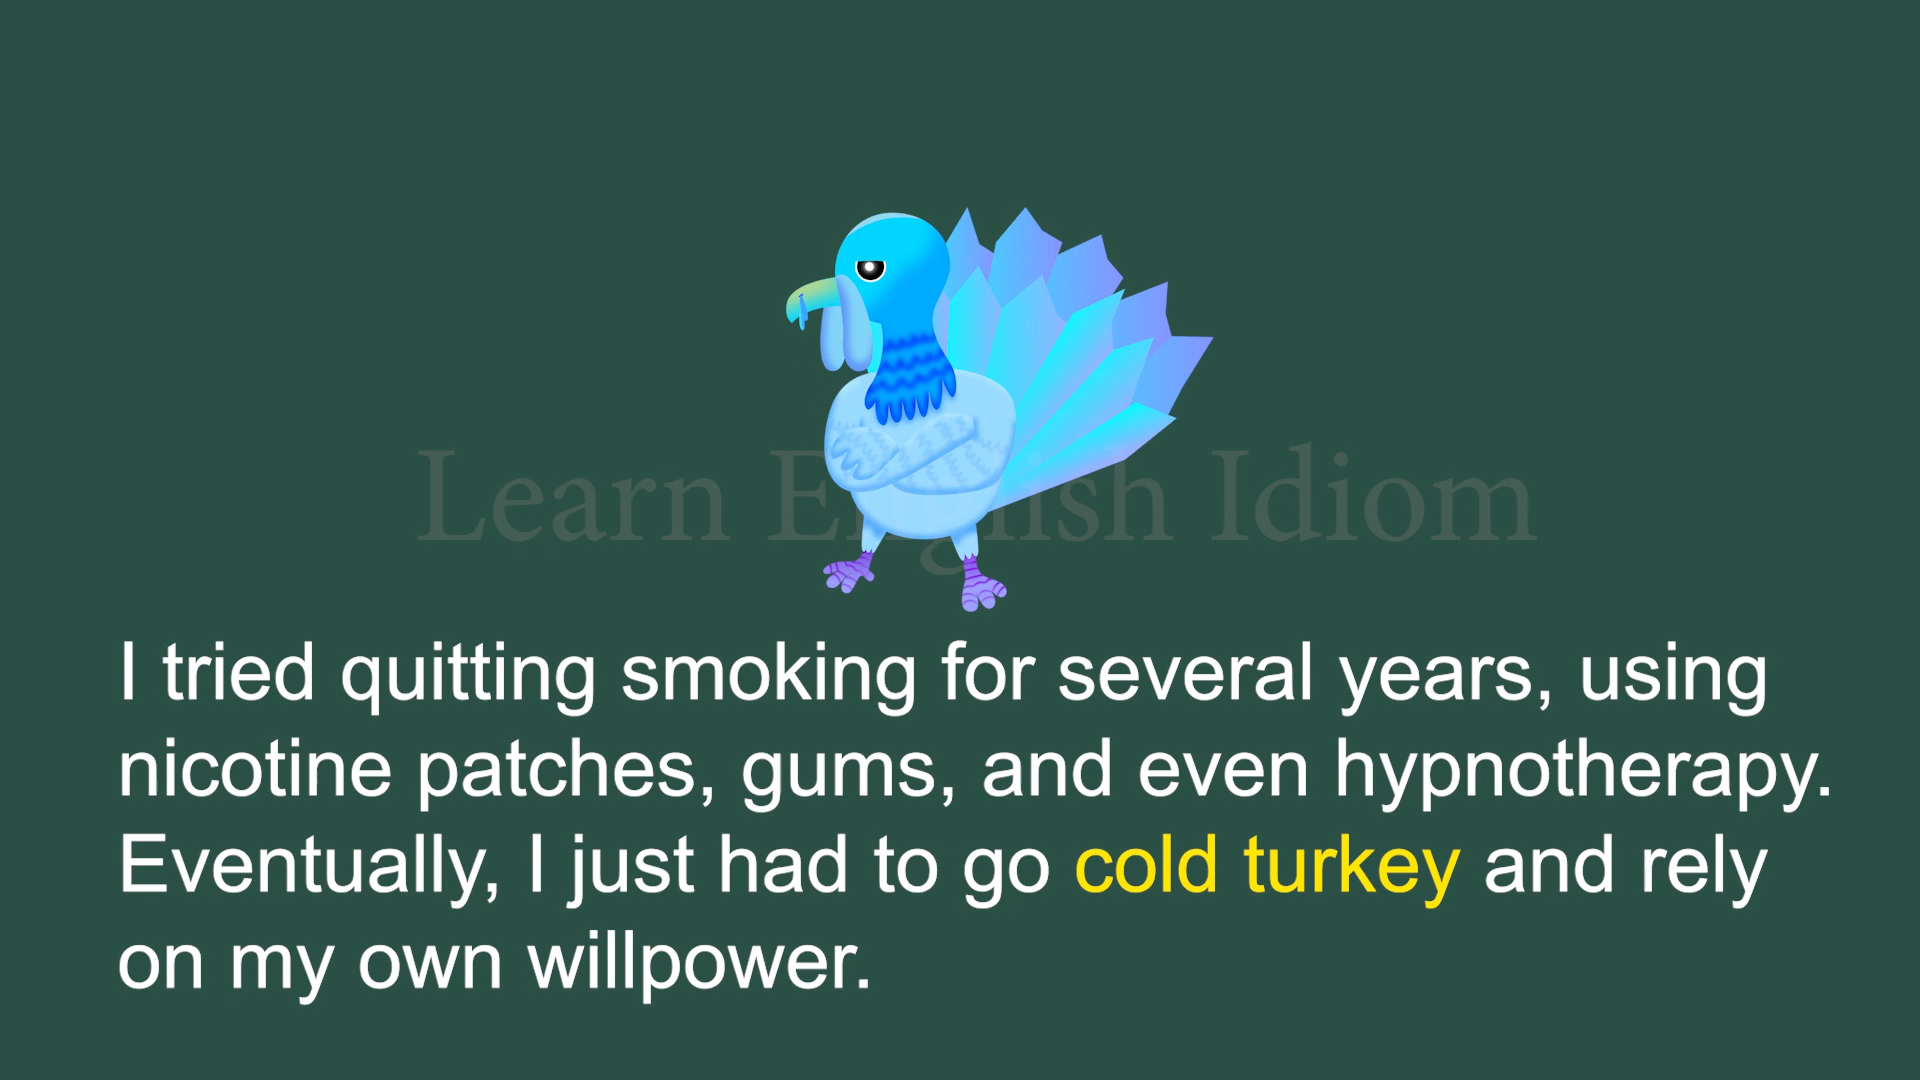 Learn English Idiom
I tried quitting smoking for several years, using
nicotine patches, gums, and even hypnotherapy.
Eventually, I just had to go cold turkey and rely
on my own willpower.